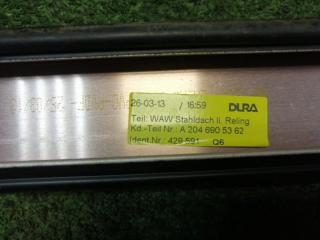 26-03-13 / 16:59 DURA
Teil: WAW Stahldach li. Reling
Kd.-Teil Nr.: A 204 690 53 62
Ident.Nr.: 429 591 Q6